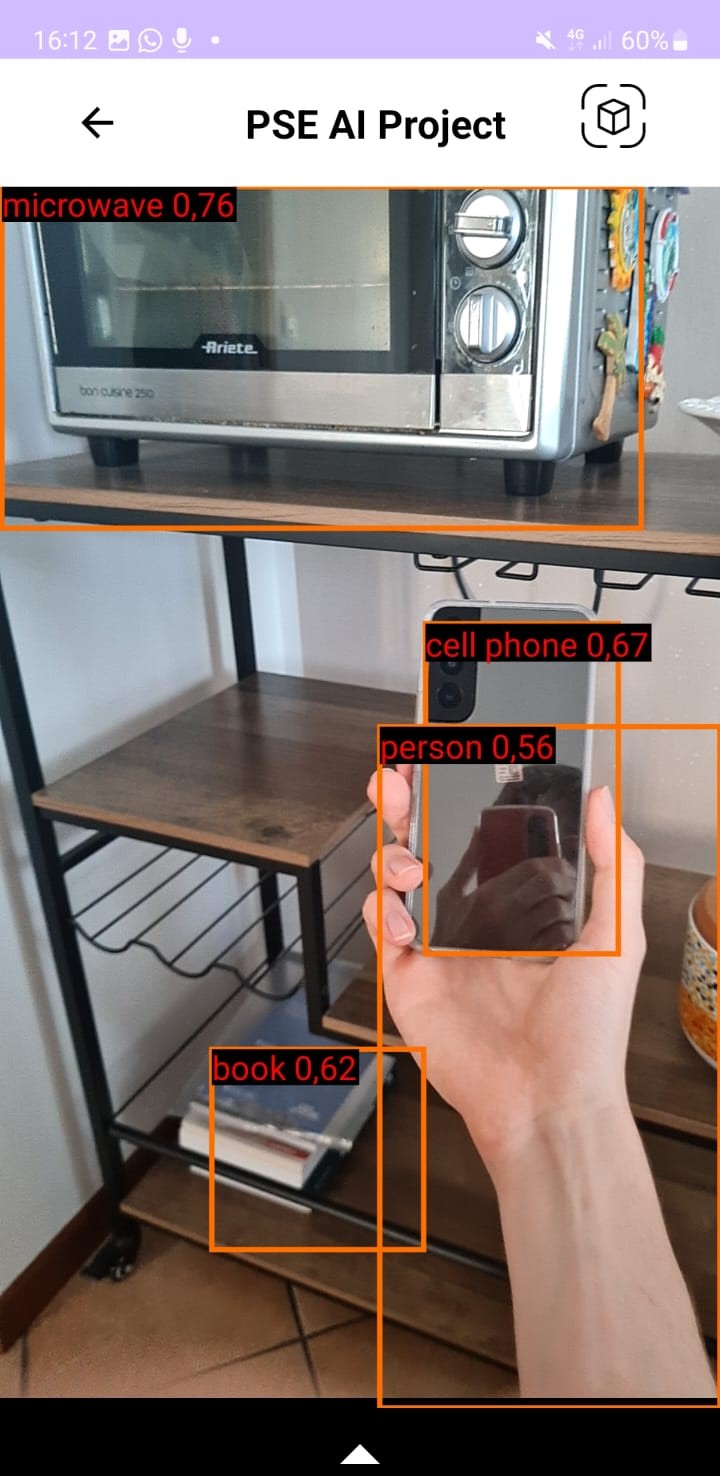 16:12
4G
60%
PSE AI Project
microwave 0,76
Ariete
bon cuisine 250
cell phone 0,67
person 0,56
book 0,62